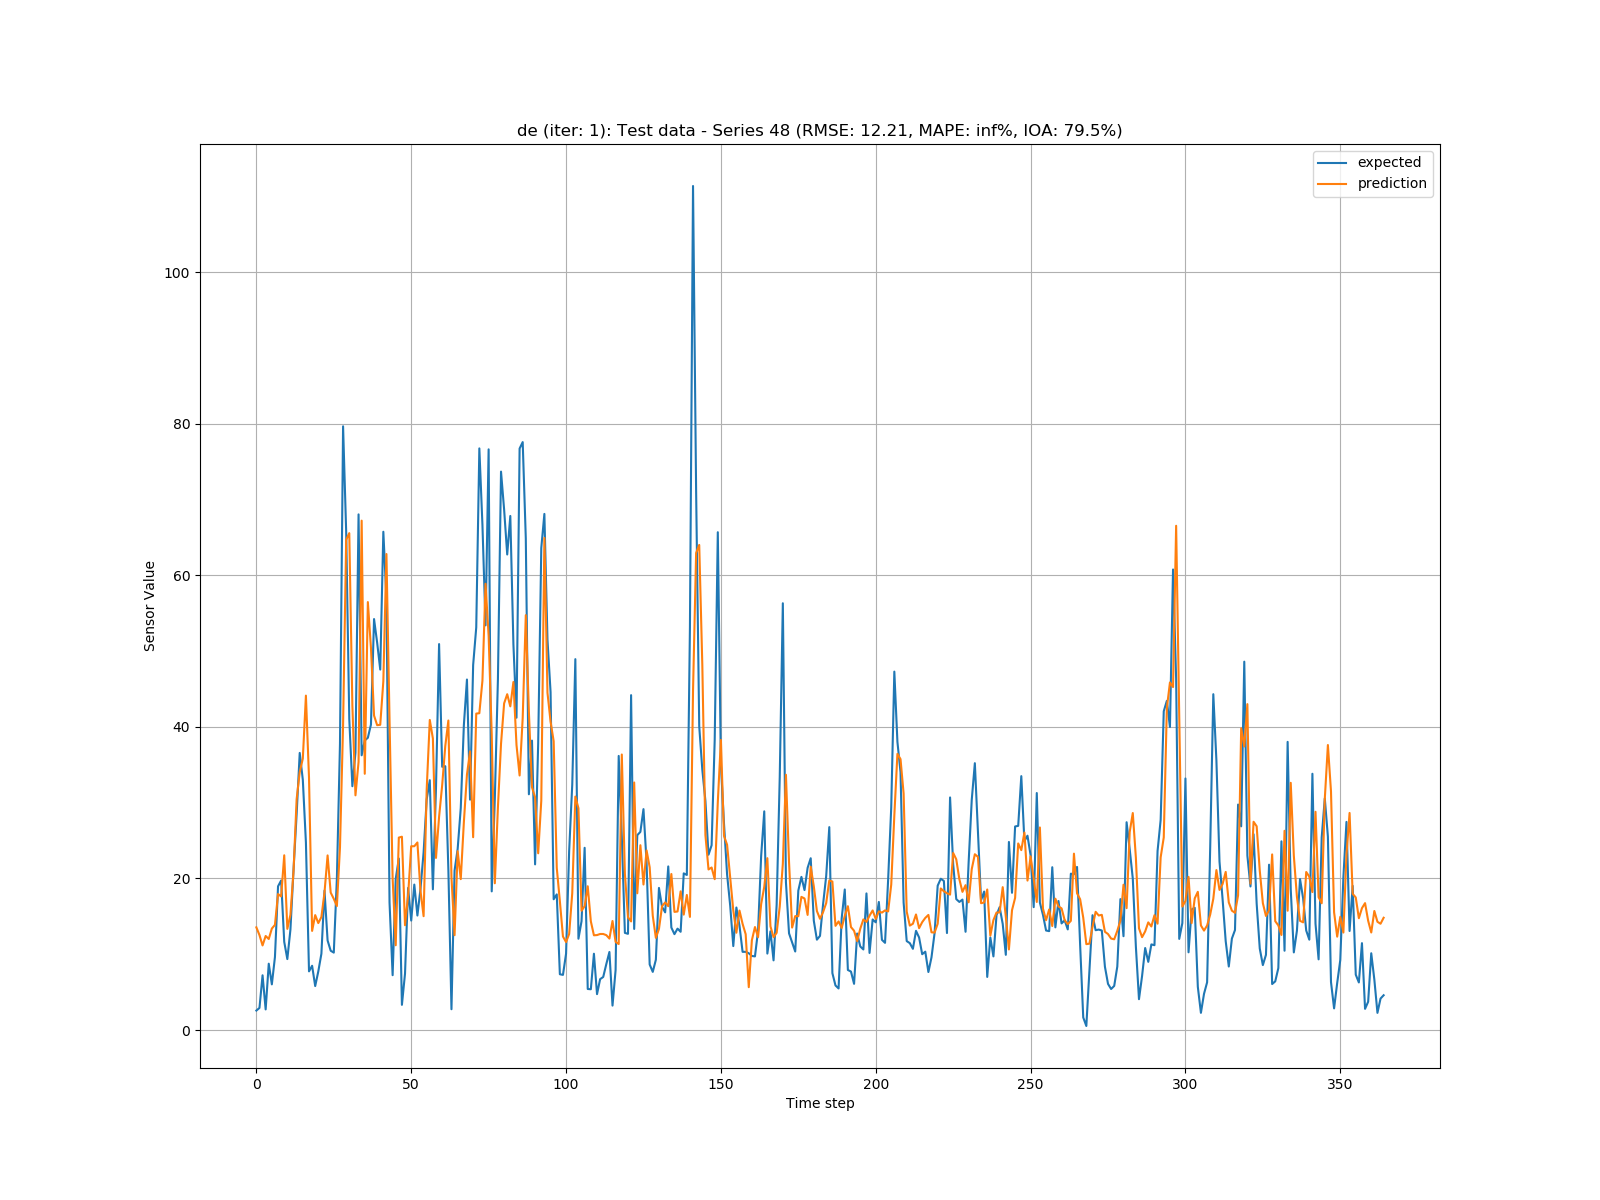 de (iter: 1): Test data - Series 48 (RMSE: 12.21, MAPE: inf%, IOA: 79.5%)
expected
prediction
100
80
60
40
20
0
Sensor Value
0 50 100 150 200 250 300 350
Time step